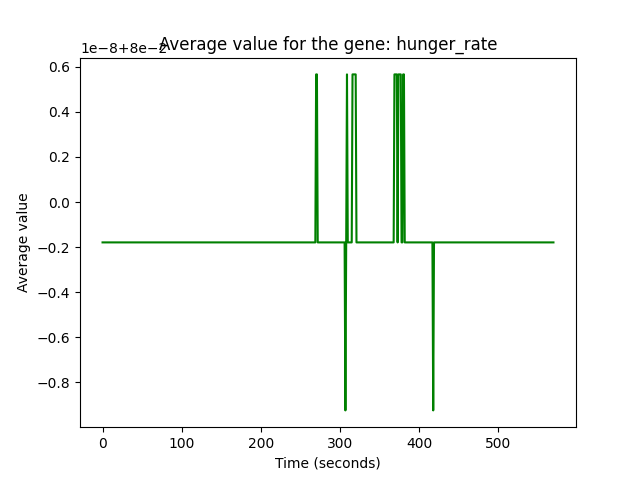 Average value for the gene: hunger_rate
1e−8+8e−2
0.6
0.4
0.2
0.0
−0.2
−0.4
−0.6
−0.8
Average value
0 100 200 300 400 500
Time (seconds)